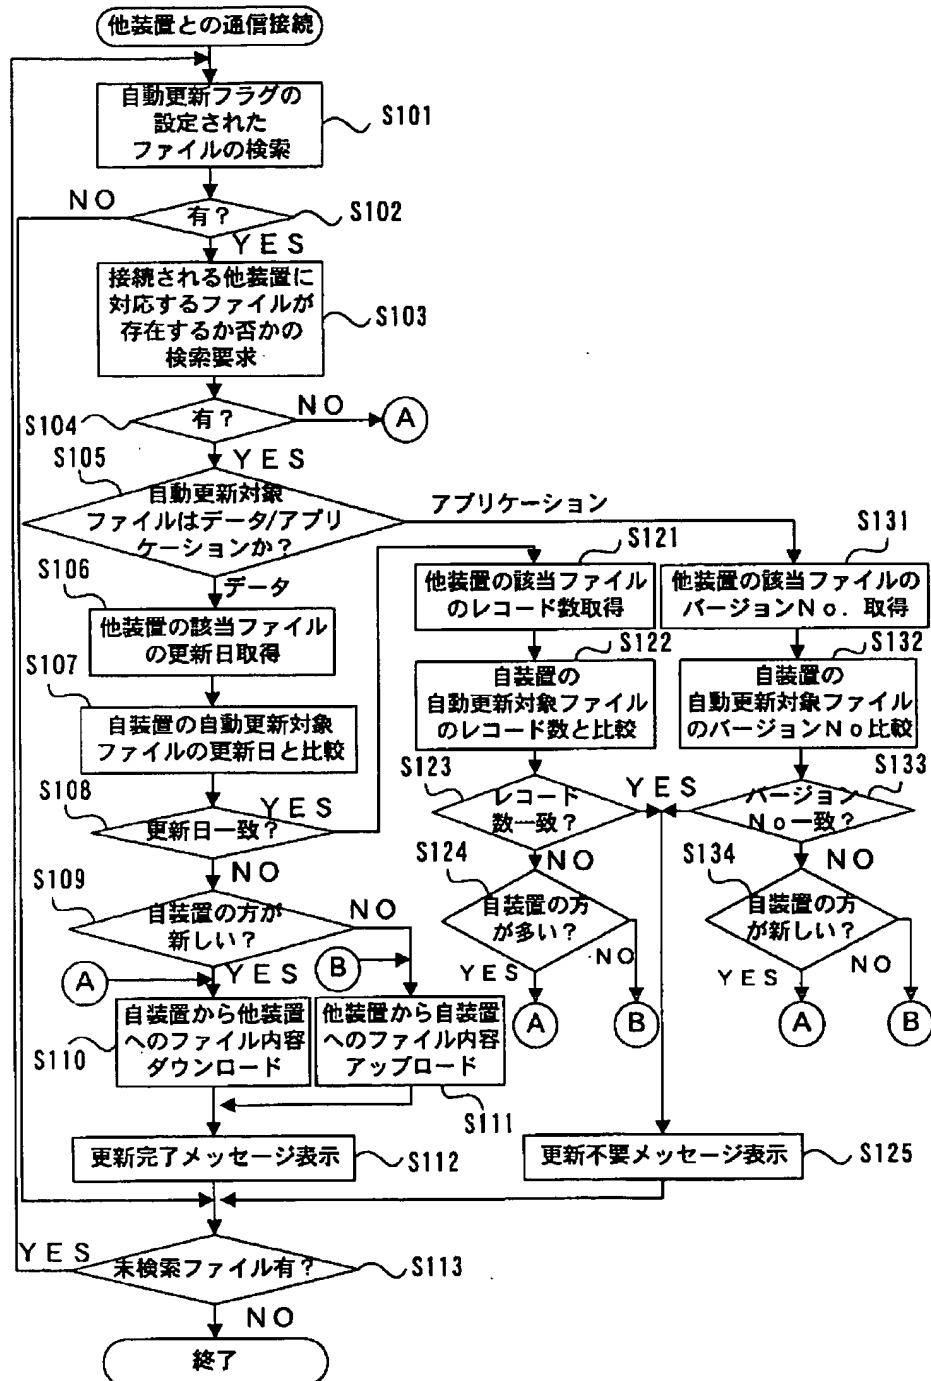 他装置との通信接続
自動更新フラグの
設定された
ファイルの検索
S101
NO
有?
S102
YES
接続される他装置に
対応するファイルが
存在するか否かの
検索要求
S103
S104
有?
NO
A
YES
S105
自動更新対象
ファイルはデータ/アプリ
ケーションか?
アプリケーション
データ
S106
他装置の該当ファイル
の更新日取得
S107
自装置の自動更新対象
ファイルの更新日と比較
S108
更新日一致?
YES
NO
S109
自装置の方が
新しい?
NO
YES
A
B
自装置から他装置
へのファイル内容
ダウンロード
S110
他装置から自装置
へのファイル内容
アップロード
S111
更新完了メッセージ表示
S112
S121
他装置の該当ファイル
のレコード数取得
S122
自装置の
自動更新対象ファイル
のレコード数と比較
S123
レコード
数一致?
YES
NO
S124
自装置の方
が多い?
YES
NO
A
B
S131
他装置の該当ファイルの
バージョンNo.取得
S132
自装置の
自動更新対象ファイル
のバージョンNo比較
S133
バージョン
No一致?
NO
S134
自装置の方
が新しい?
YES
NO
A
B
更新不要メッセージ表示
S125
YES
未検索ファイル有?
S113
NO
終了